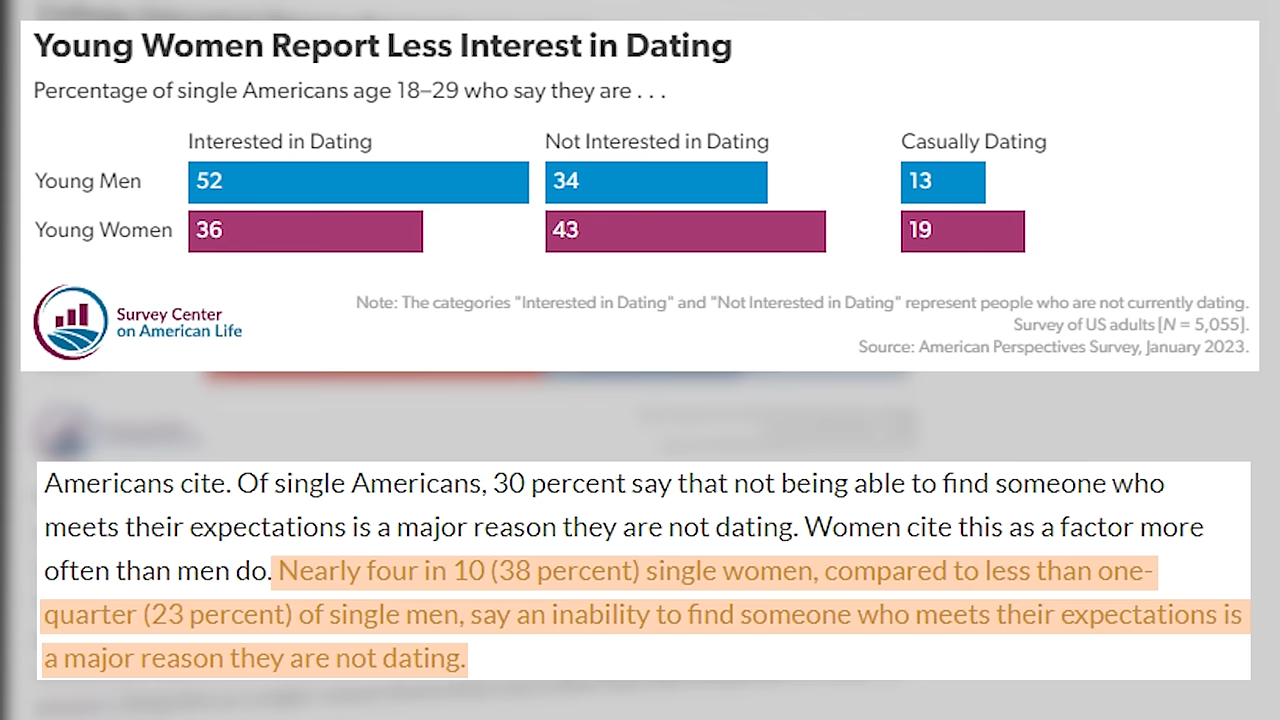 Young Women Report Less Interest in Dating
Percentage of single Americans age 18–29 who say they are . . .
Interested in Dating Not Interested in Dating Casually Dating
Young Men 52 34 13
Young Women 36 43 19
Survey Center
on American Life
Note: The categories "Interested in Dating" and "Not Interested in Dating" represent people who are not currently dating.
Survey of US adults [N = 5,055].
Source: American Perspectives Survey, January 2023.
Americans cite. Of single Americans, 30 percent say that not being able to find someone who
meets their expectations is a major reason they are not dating. Women cite this as a factor more
often than men do. Nearly four in 10 (38 percent) single women, compared to less than one-
quarter (23 percent) of single men, say an inability to find someone who meets their expectations is
a major reason they are not dating.